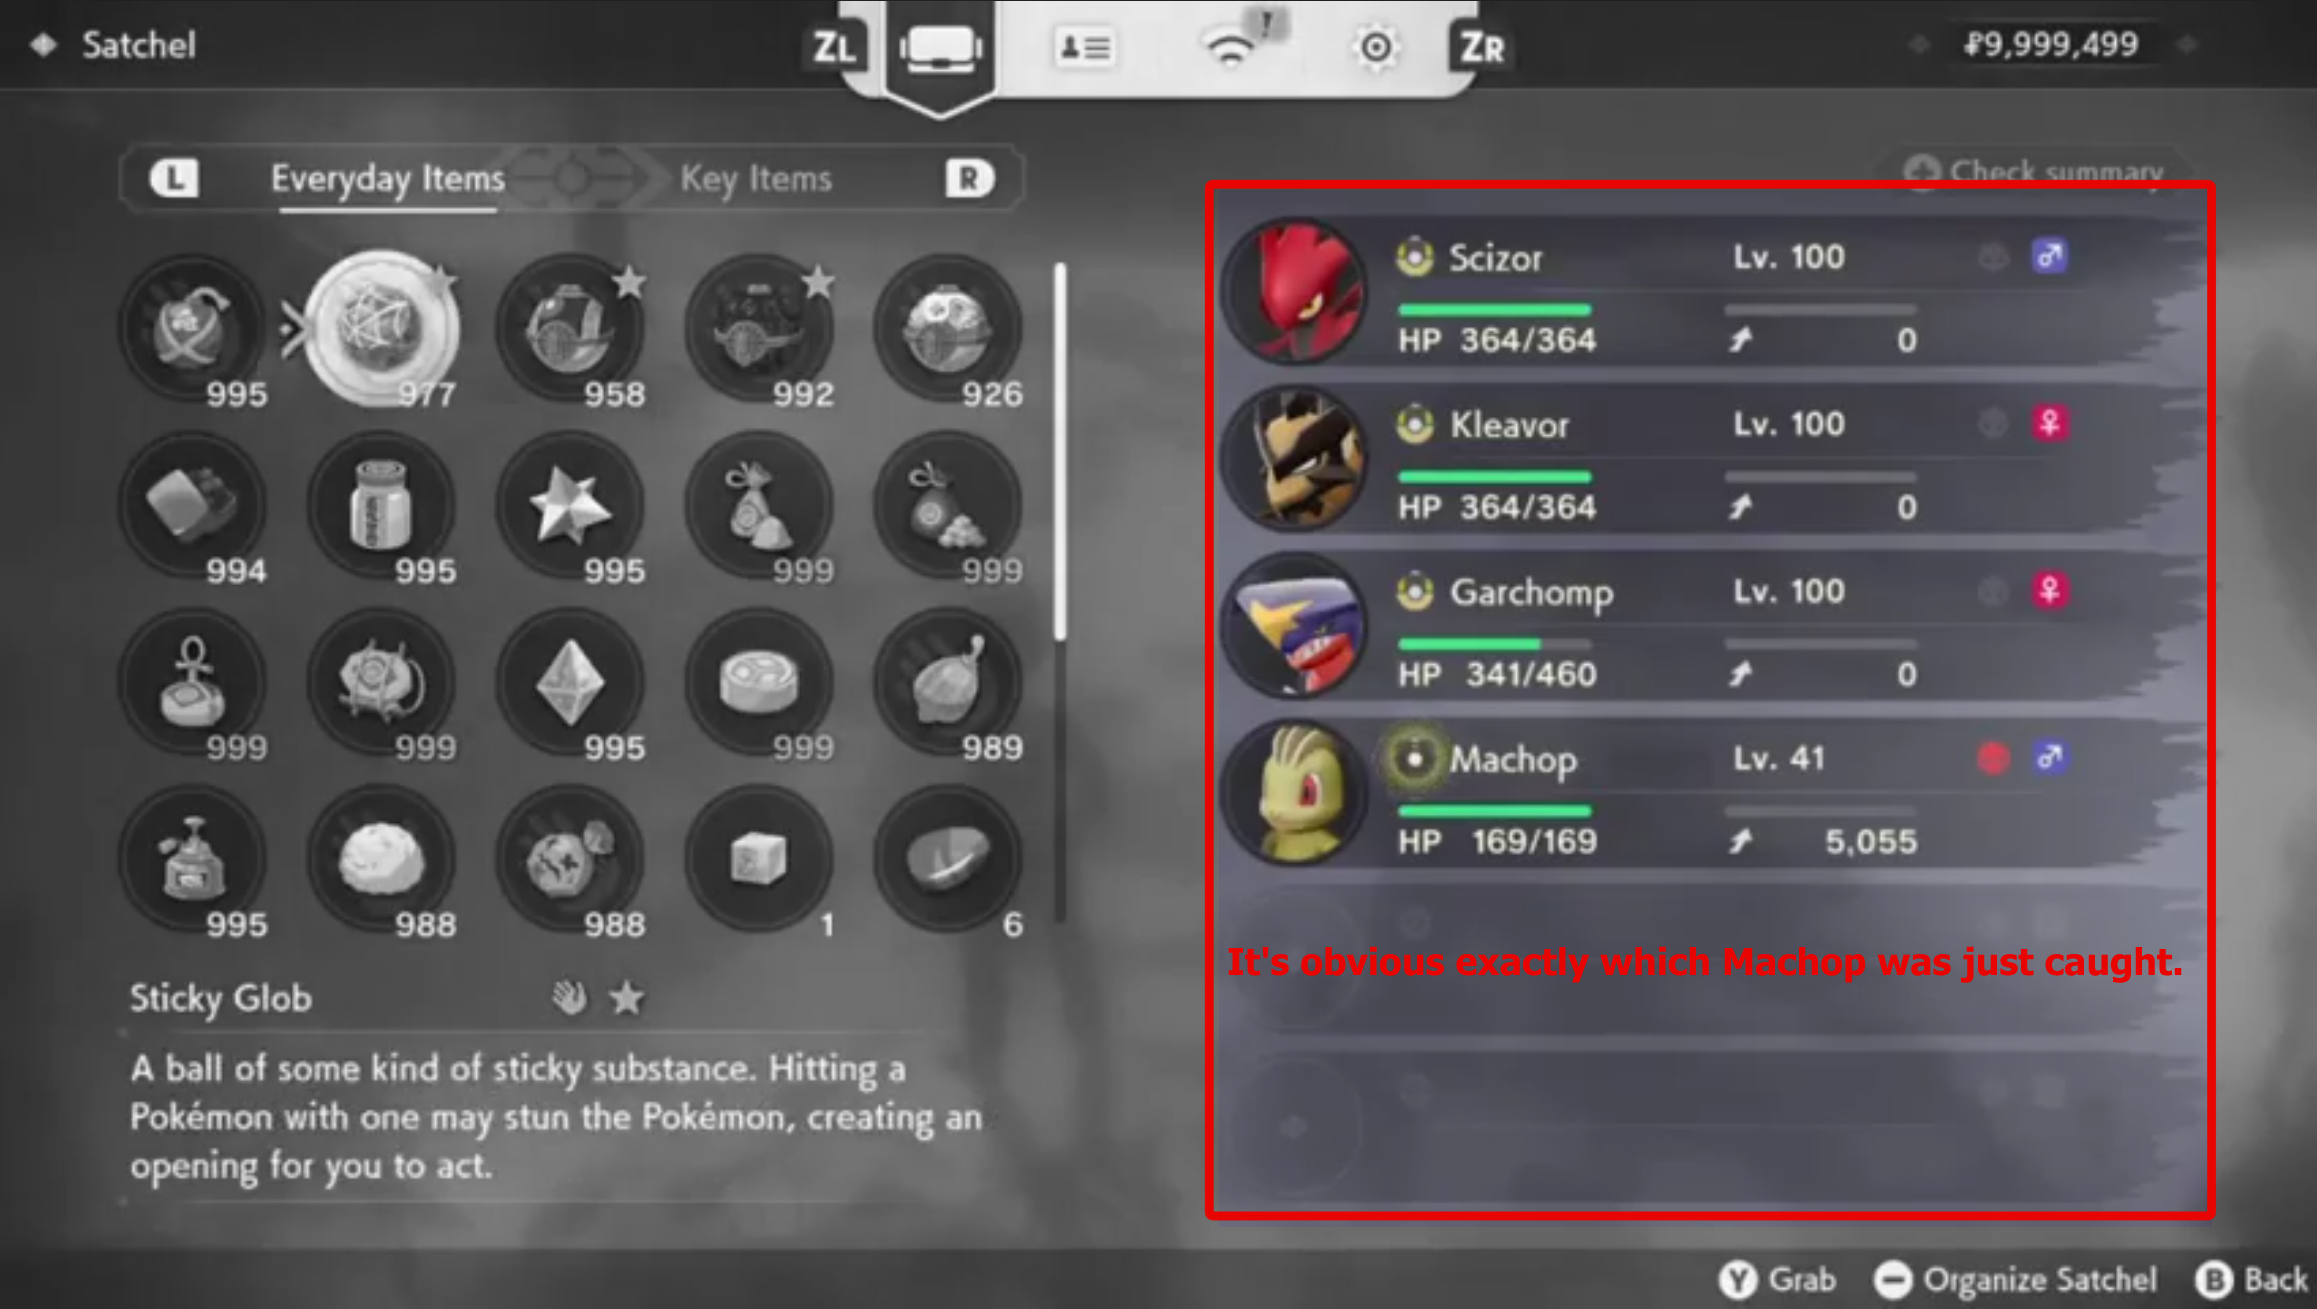 Satchel
ZL
ZR
₽9,999,499
L
Everyday Items
Key Items
R
Check summary
995
977
958
992
926
994
995
995
999
999
999
999
995
999
989
995
988
988
1
6
Sticky Glob
A ball of some kind of sticky substance. Hitting a
Pokémon with one may stun the Pokémon, creating an
opening for you to act.
Scizor Lv. 100
HP 364/364 0
Kleavor Lv. 100
HP 364/364 0
Garchomp Lv. 100
HP 341/460 0
Machop Lv. 41
HP 169/169 5,055
It's obvious exactly which Machop was just caught.
Y Grab
Organize Satchel
B Back